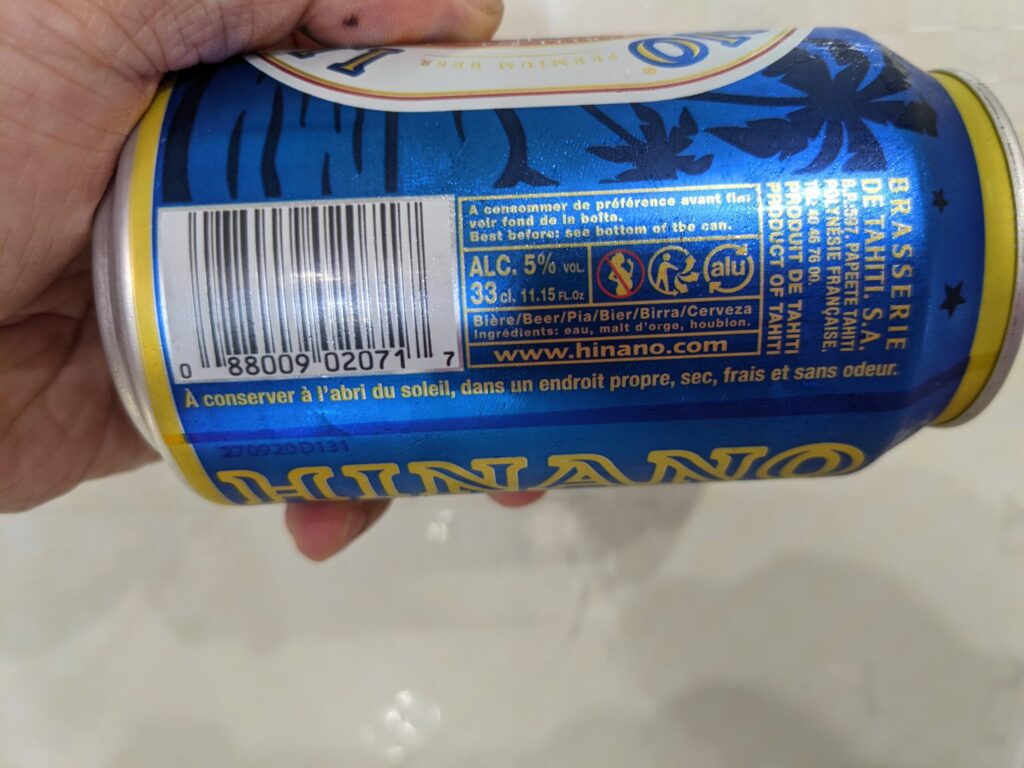 NO
PREMIUM BEER
À consommer de préférence avant fin:
voir fond de la boîte.
Best before: see bottom of the can.
ALC. 5% VOL.
33 cl. 11.15 FL.Oz
alu
Bière/Beer/Pia/Bier/Birra/Cerveza
Ingrédients: eau, malt d'orge, houblon.
www.hinano.com
BRASSERIE
DE TAHITI. S.A.
B.P. 597, PAPEETE TAHITI
POLYNÉSIE FRANÇAISE.
TEL 40 46 76 00.
PRODUIT DE TAHITI
PRODUCT OF TAHITI
0 88009 02071 7
À conserver à l'abri du soleil, dans un endroit propre, sec, frais et sans odeur.
270920D131
HINANO